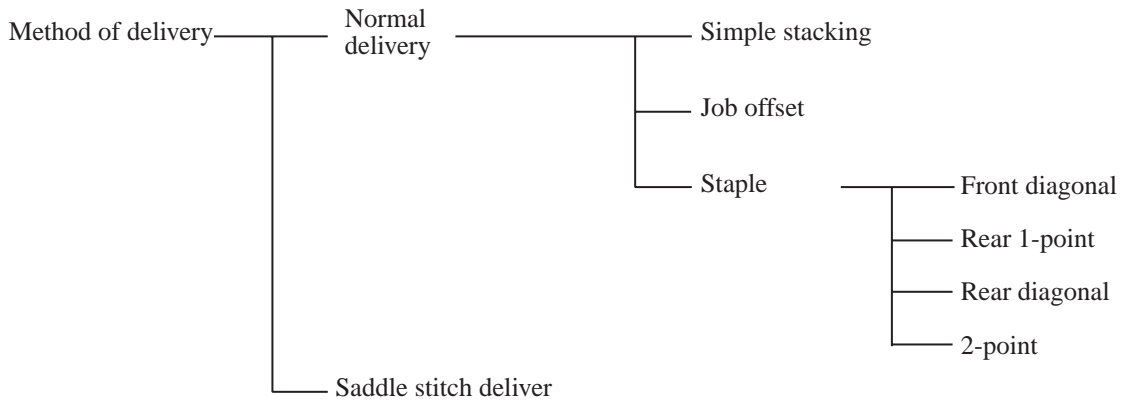 Method of delivery
Normal
delivery
Simple stacking
Job offset
Staple
Front diagonal
Rear 1-point
Rear diagonal
2-point
Saddle stitch deliver